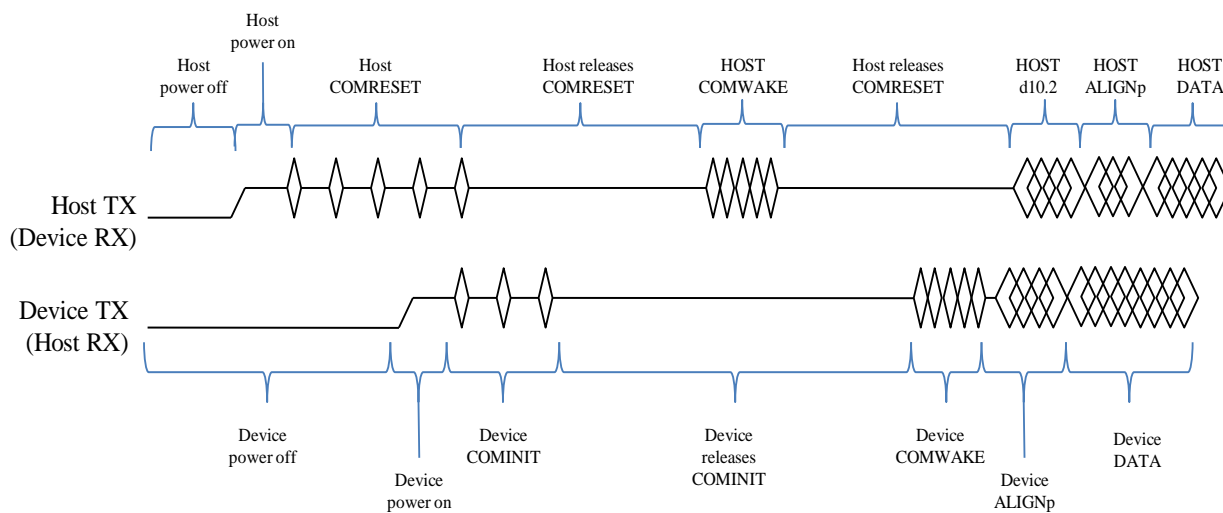 Host
power off
Host
power on
Host
COMRESET
Host releases
COMRESET
HOST
COMWAKE
Host releases
COMRESET
HOST
d10.2
HOST
ALIGNp
HOST
DATA
Host TX
(Device RX)
Device TX
(Host RX)
Device
power off
Device
power on
Device
COMINIT
Device
releases
COMINIT
Device
COMWAKE
Device
ALIGNp
Device
DATA